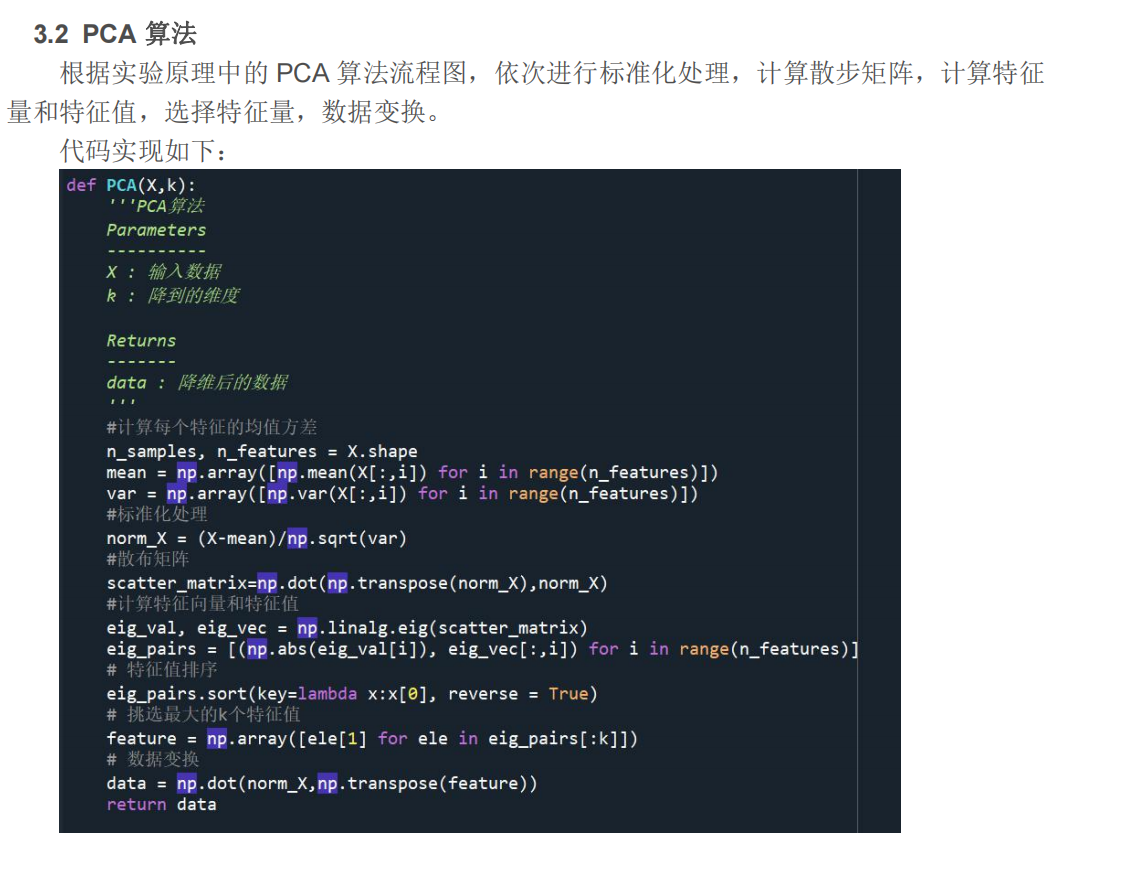 3.2 PCA 算法
根据实验原理中的 PCA 算法流程图，依次进行标准化处理，计算散步矩阵，计算特征
量和特征值，选择特征量，数据变换。
代码实现如下：
def PCA(X,k):
'''PCA算法
Parameters
----------
X : 输入数据
k : 降到的维度
Returns
-------
data : 降维后的数据
'''
#计算每个特征的均值方差
n_samples, n_features = X.shape
mean = np.array([np.mean(X[:,i]) for i in range(n_features)])
var = np.array([np.var(X[:,i]) for i in range(n_features)])
#标准化处理
norm_X = (X-mean)/np.sqrt(var)
#散布矩阵
scatter_matrix=np.dot(np.transpose(norm_X),norm_X)
#计算特征向量和特征值
eig_val, eig_vec = np.linalg.eig(scatter_matrix)
eig_pairs = [(np.abs(eig_val[i]), eig_vec[:,i]) for i in range(n_features)]
# 特征值排序
eig_pairs.sort(key=lambda x:x[0], reverse = True)
# 挑选最大的k个特征值
feature = np.array([ele[1] for ele in eig_pairs[:k]])
# 数据变换
data = np.dot(norm_X,np.transpose(feature))
return data